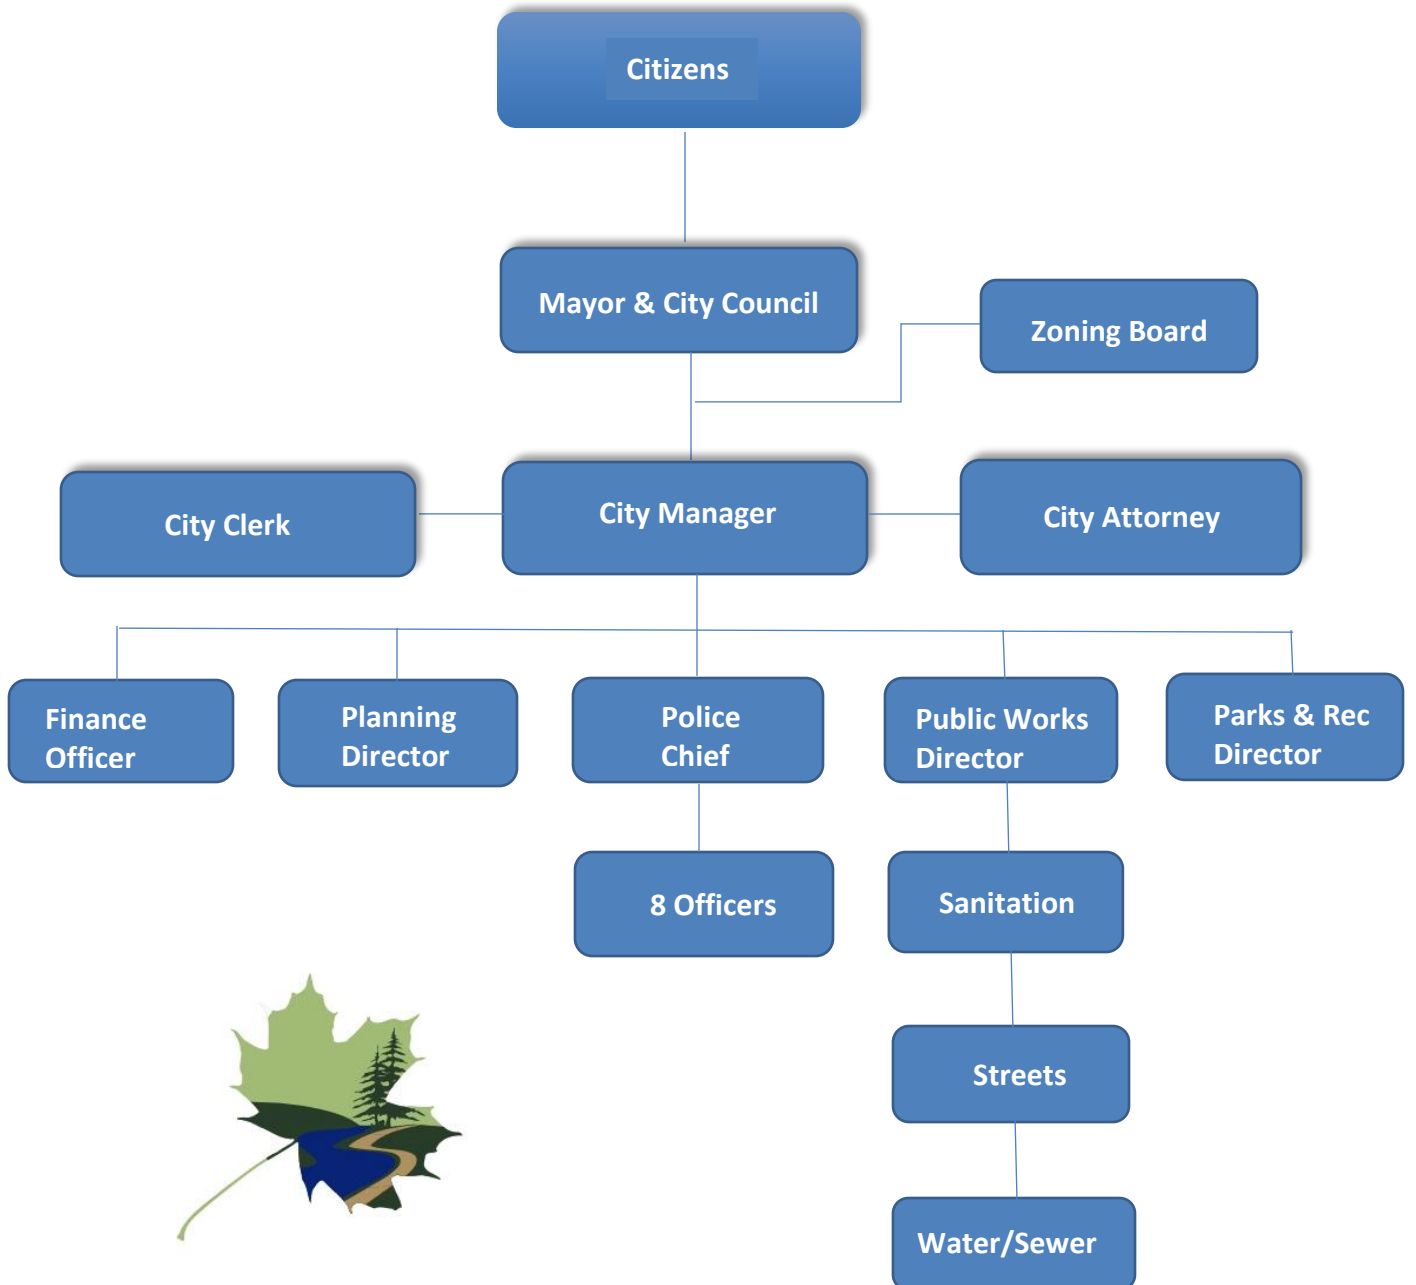 Citizens
Mayor & City Council
Zoning Board
City Clerk
City Manager
City Attorney
Finance
Officer
Planning
Director
Police
Chief
Public Works
Director
Parks & Rec
Director
8 Officers
Sanitation
Streets
Water/Sewer